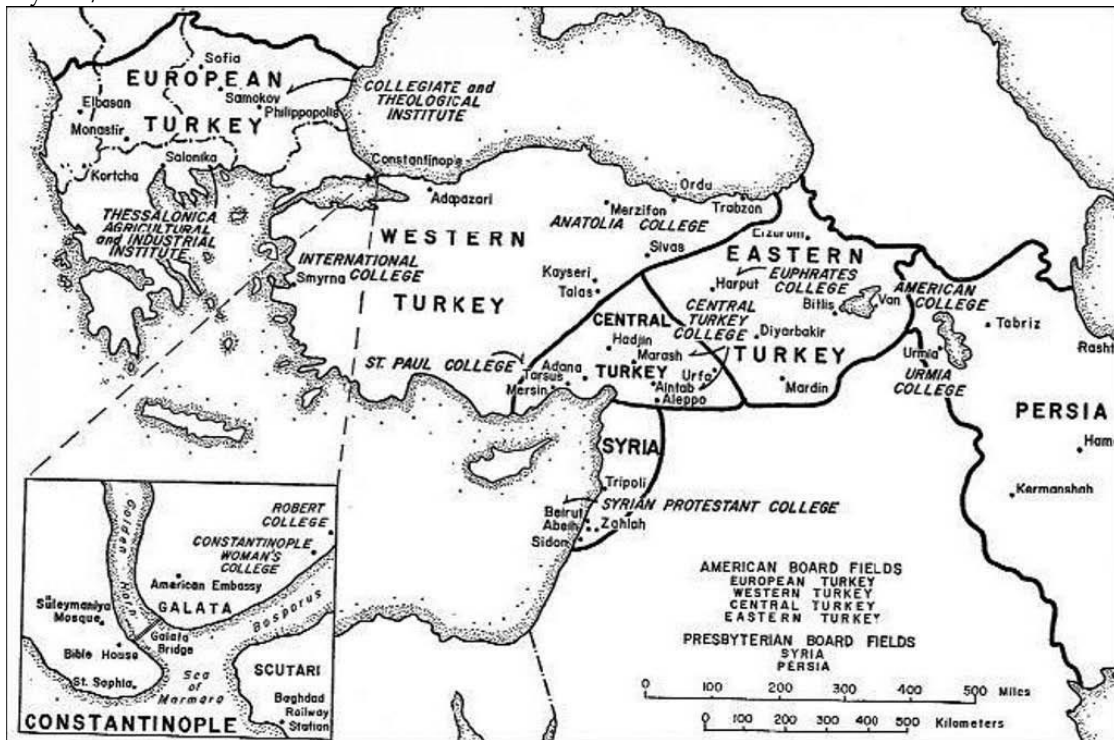 Sofia
EUROPEAN
COLLEGIATE and
THEOLOGICAL
INSTITUTE
Samokov
Elbasan
Philippopolis
Monastir
TURKEY
Kortcha
Salonika
Constantinople
Adapazari
THESSALONICA
AGRICULTURAL
and INDUSTRIAL
INSTITUTE
Ordu
Merzifon
Trabzon
ANATOLIA COLLEGE
WESTERN
Sivas
Erzurum
EASTERN
INTERNATIONAL
COLLEGE
Smyrna
Kayseri
Talas
TURKEY
Harput
EUPHRATES
COLLEGE
AMERICAN
COLLEGE
Bitlis
Van
Tabriz
CENTRAL
CENTRAL
TURKEY
COLLEGE
Diyarbakir
Hadjin
Marash
TURKEY
TURKEY
Urmia
URMIA
COLLEGE
Rasht
ST. PAUL COLLEGE
Adana
Tarsus
Mersin
Urfa
Aintab
Aleppo
Mardin
PERSIA
SYRIA
Hama
Kermanshah
Tripoli
SYRIAN PROTESTANT COLLEGE
Beirut
Abeih
Zahlah
Sidon
AMERICAN BOARD FIELDS
EUROPEAN TURKEY
WESTERN TURKEY
CENTRAL TURKEY
EASTERN TURKEY
PRESBYTERIAN BOARD FIELDS
SYRIA
PERSIA
0 100 200 300 400 500 Miles
0 100 200 300 400 500 Kilometers
Golden Horn
ROBERT
COLLEGE
CONSTANTINOPLE
WOMAN'S
COLLEGE
American Embassy
GALATA
Bosporus
Süleymaniya
Mosque
Galata
Bridge
Bible House
St. Sophia
Sea
of
Marmara
SCUTARI
Baghdad
Railway
Station
CONSTANTINOPLE